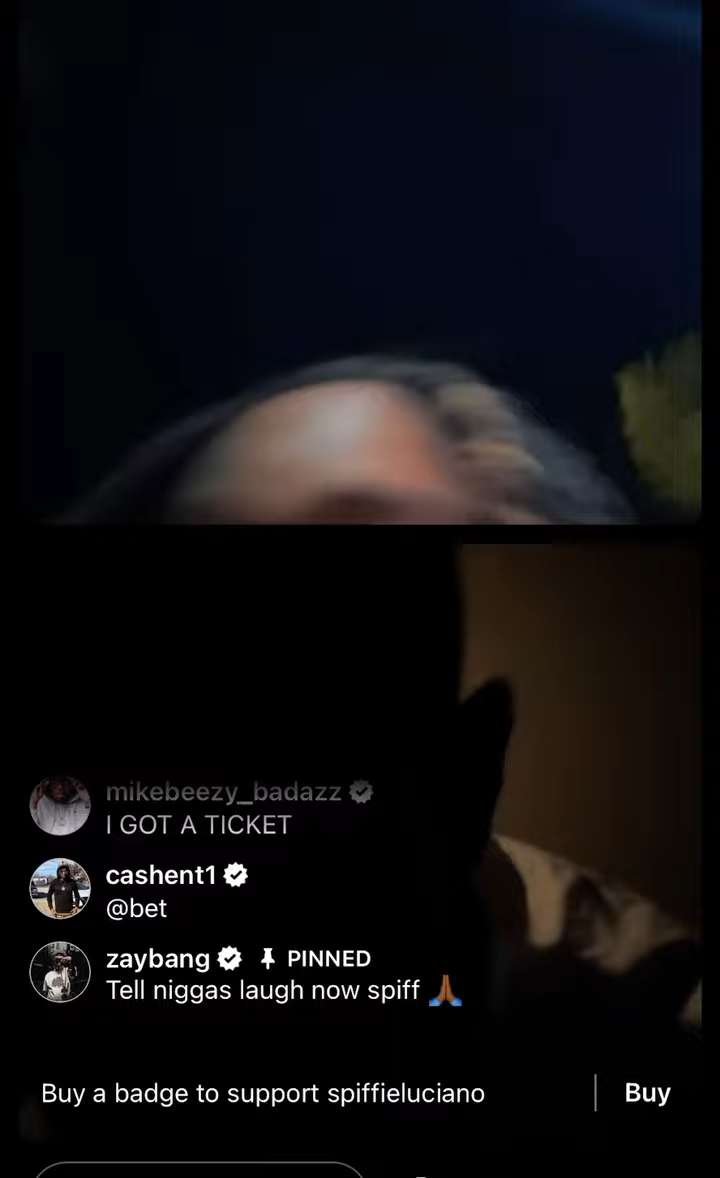 mikebeezy_badazz
I GOT A TICKET
cashent1
@bet
zaybang PINNED
Tell niggas laugh now spiff 🙏🏾
Buy a badge to support spiffieluciano
Buy